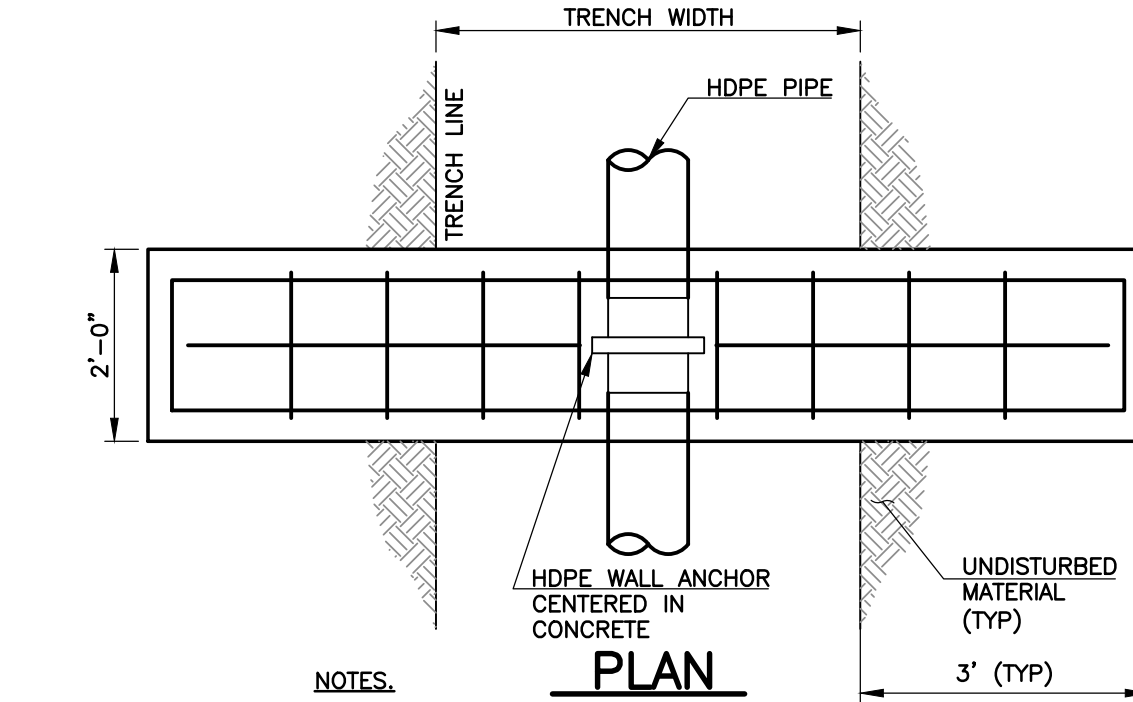 TRENCH WIDTH
HDPE PIPE
TRENCH LINE
2'-0"
HDPE WALL ANCHOR
CENTERED IN
CONCRETE
UNDISTURBED
MATERIAL
(TYP)
3' (TYP)
NOTES.
PLAN